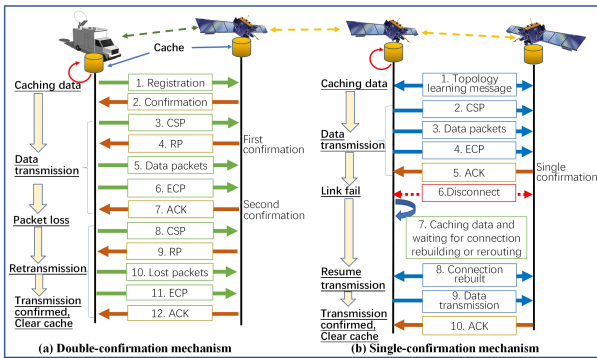 Cache
Caching data
1. Registration
2. Confirmation
3. CSP
4. RP
First
confirmation
Data
transmission
5. Data packets
6. ECP
7. ACK
Second
confirmation
Packet loss
8. CSP
9. RP
Retransmission
10. Lost packets
11. ECP
Transmission
confirmed,
Clear cache
12. ACK
(a) Double-confirmation mechanism
Caching data
1. Topology
learning message
2. CSP
Data
transmission
3. Data packets
4. ECP
5. ACK
Single
confirmation
Link fail
6.Disconnect
7. Caching data and
waiting for connection
rebuilding or rerouting
Resume
transmission
8. Connection
rebuilt
9. Data
transmission
Transmission
confirmed,
Clear cache
10. ACK
(b) Single-confirmation mechanism